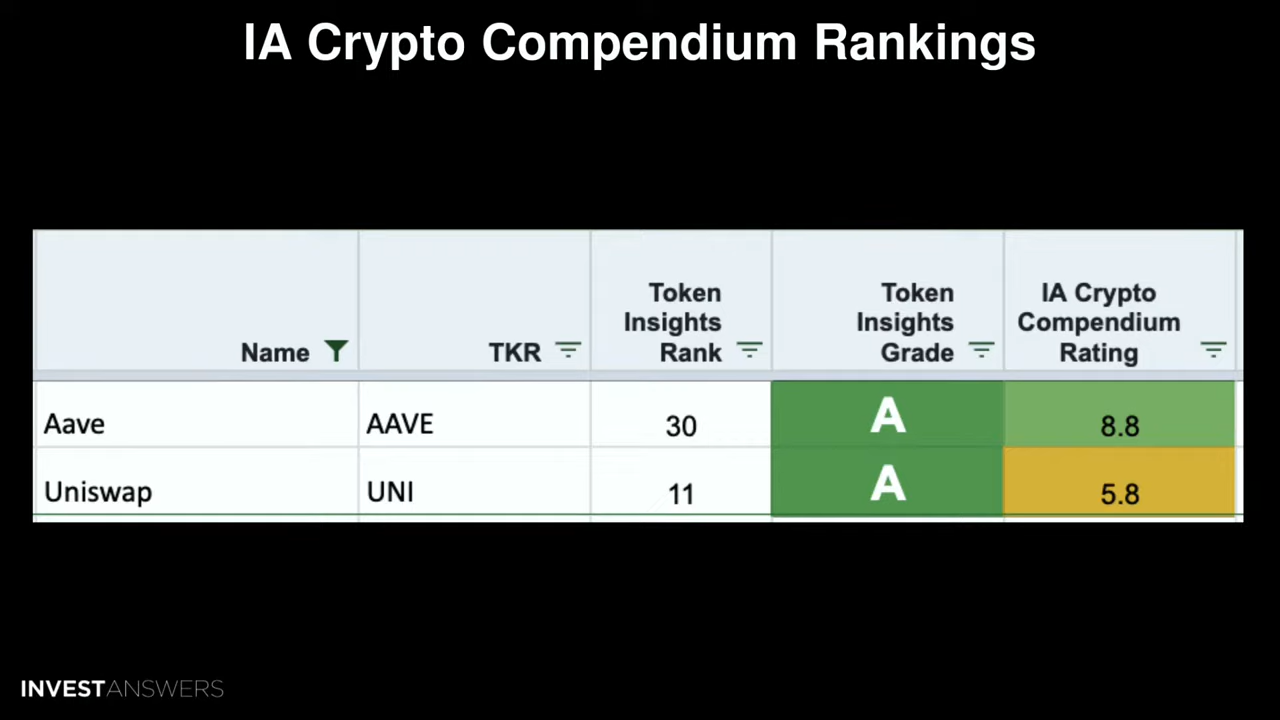 IA Crypto Compendium Rankings
Name TKR Token Insights Rank Token Insights Grade IA Crypto Compendium Rating
Aave AAVE 30 A 8.8
Uniswap UNI 11 A 5.8
INVESTANSWERS